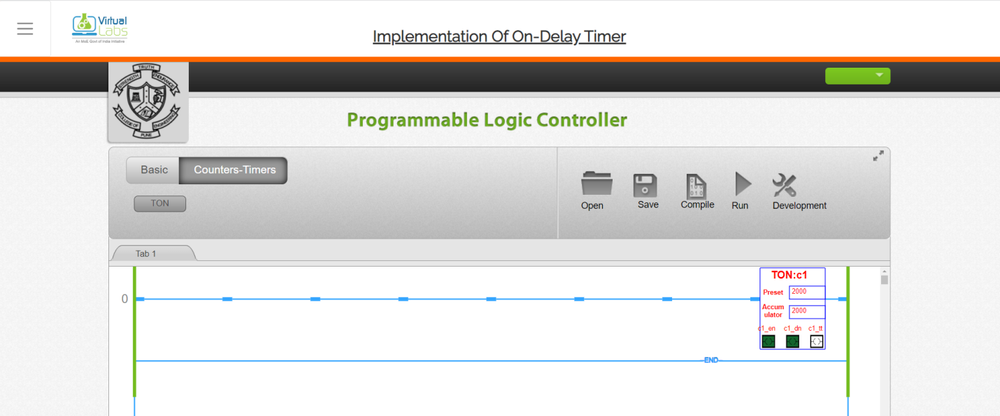 Virtual
Labs
An MoE Govt of India Initiative
Implementation Of On-Delay Timer
TRUTH
STRENGTH
ENDURANCE
COLLEGE OF
ENGINEERING
PUNE
Programmable Logic Controller
Basic
Counters-Timers
TON
Open
Save
Compile
Run
Development
Tab 1
0
TON:c1
Preset
2000
Accum
ulator
2000
c1_en
c1_dn
c1_tt
END